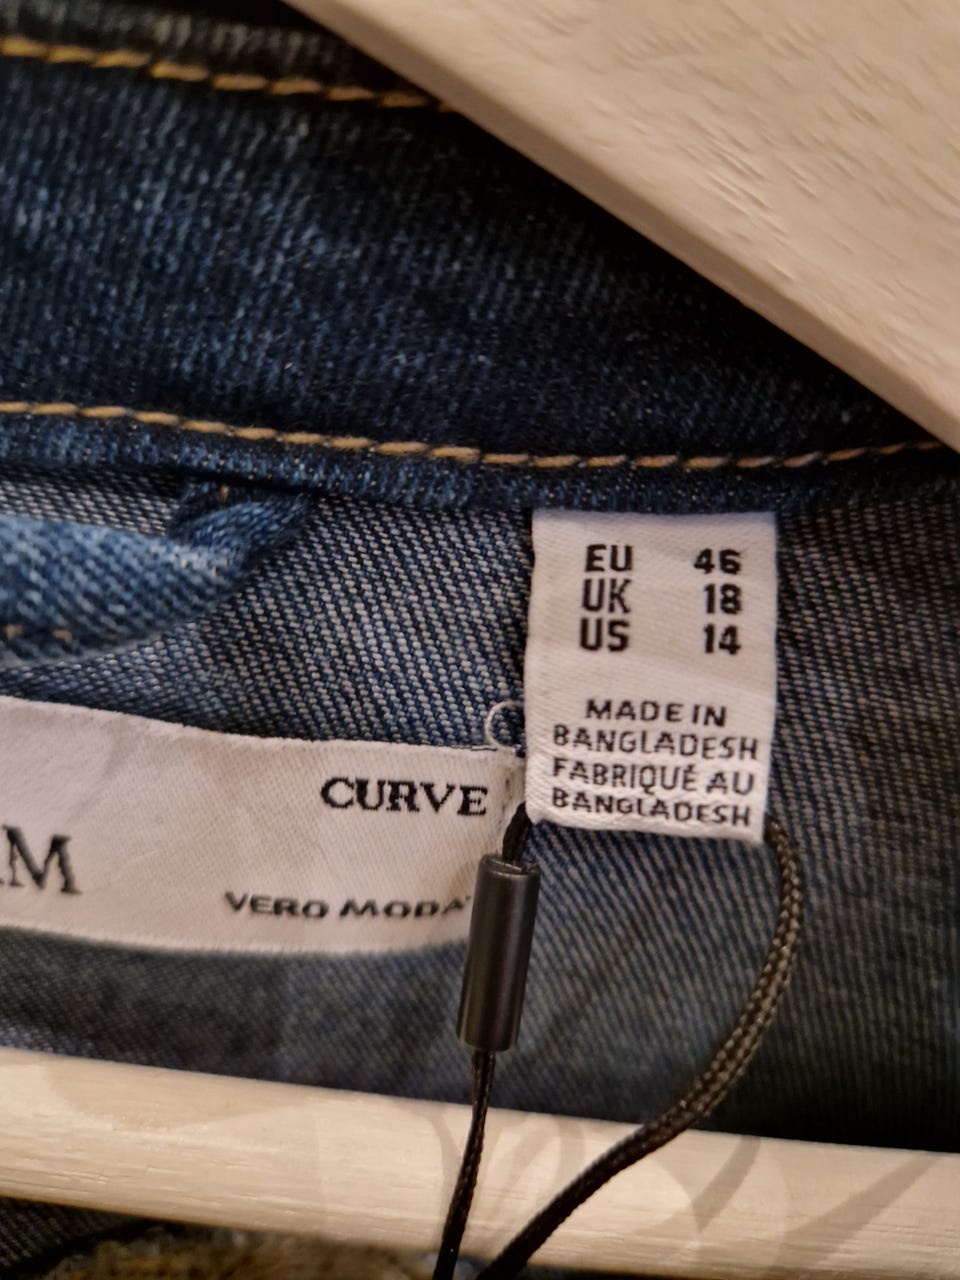 EU 46
UK 18
US 14
MADE IN
BANGLADESH
FABRIQUÉ AU
BANGLADESH
CURVE
VERO MODA